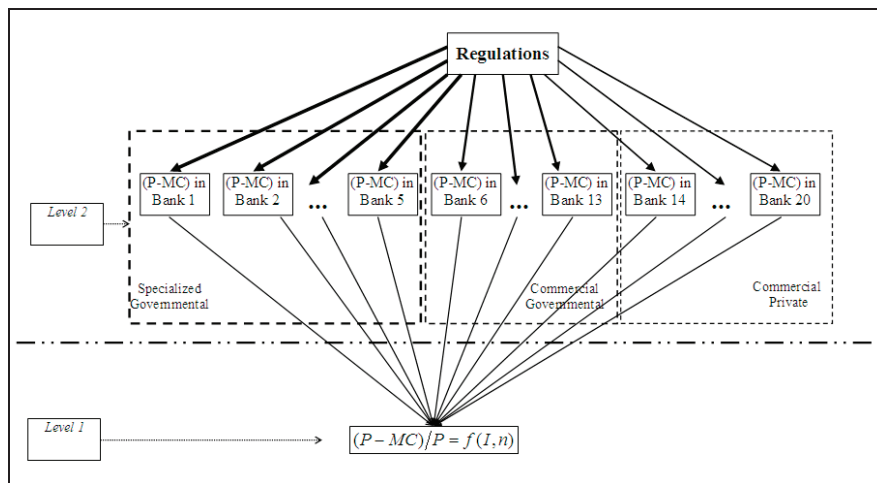 Regulations
(P-MC) in
Bank 1
(P-MC) in
Bank 2
...
(P-MC) in
Bank 5
(P-MC) in
Bank 6
...
(P-MC) in
Bank 13
(P-MC) in
Bank 14
...
(P-MC) in
Bank 20
Level 2
Specialized
Governmental
Commercial
Governmental
Commercial
Private
Level 1
(P − MC)/P = f(I,n)